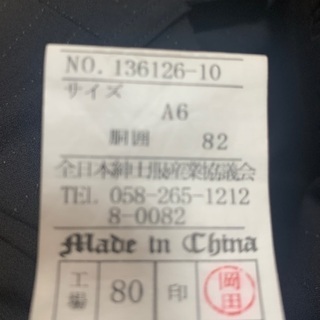 NO. 136126-10
サイズ
A6
胴囲 82
全日本紳士服産業協議会
TEL 058-265-1212
8-0082
Made in China
工場 80 印 岡田